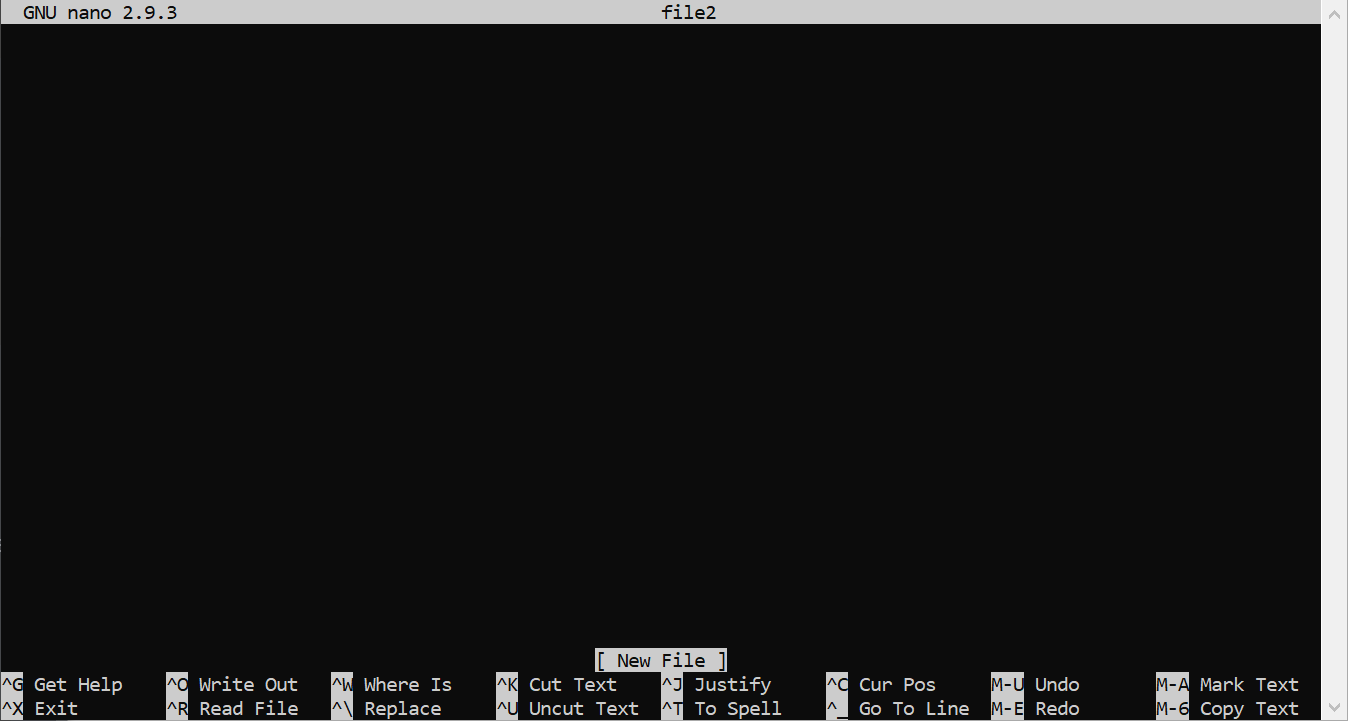 GNU nano 2.9.3 file2
[ New File ]
^G Get Help ^O Write Out ^W Where Is ^K Cut Text ^J Justify ^C Cur Pos M-U Undo M-A Mark Text
^X Exit ^R Read File ^\ Replace ^U Uncut Text ^T To Spell ^_ Go To Line M-E Redo M-6 Copy Text